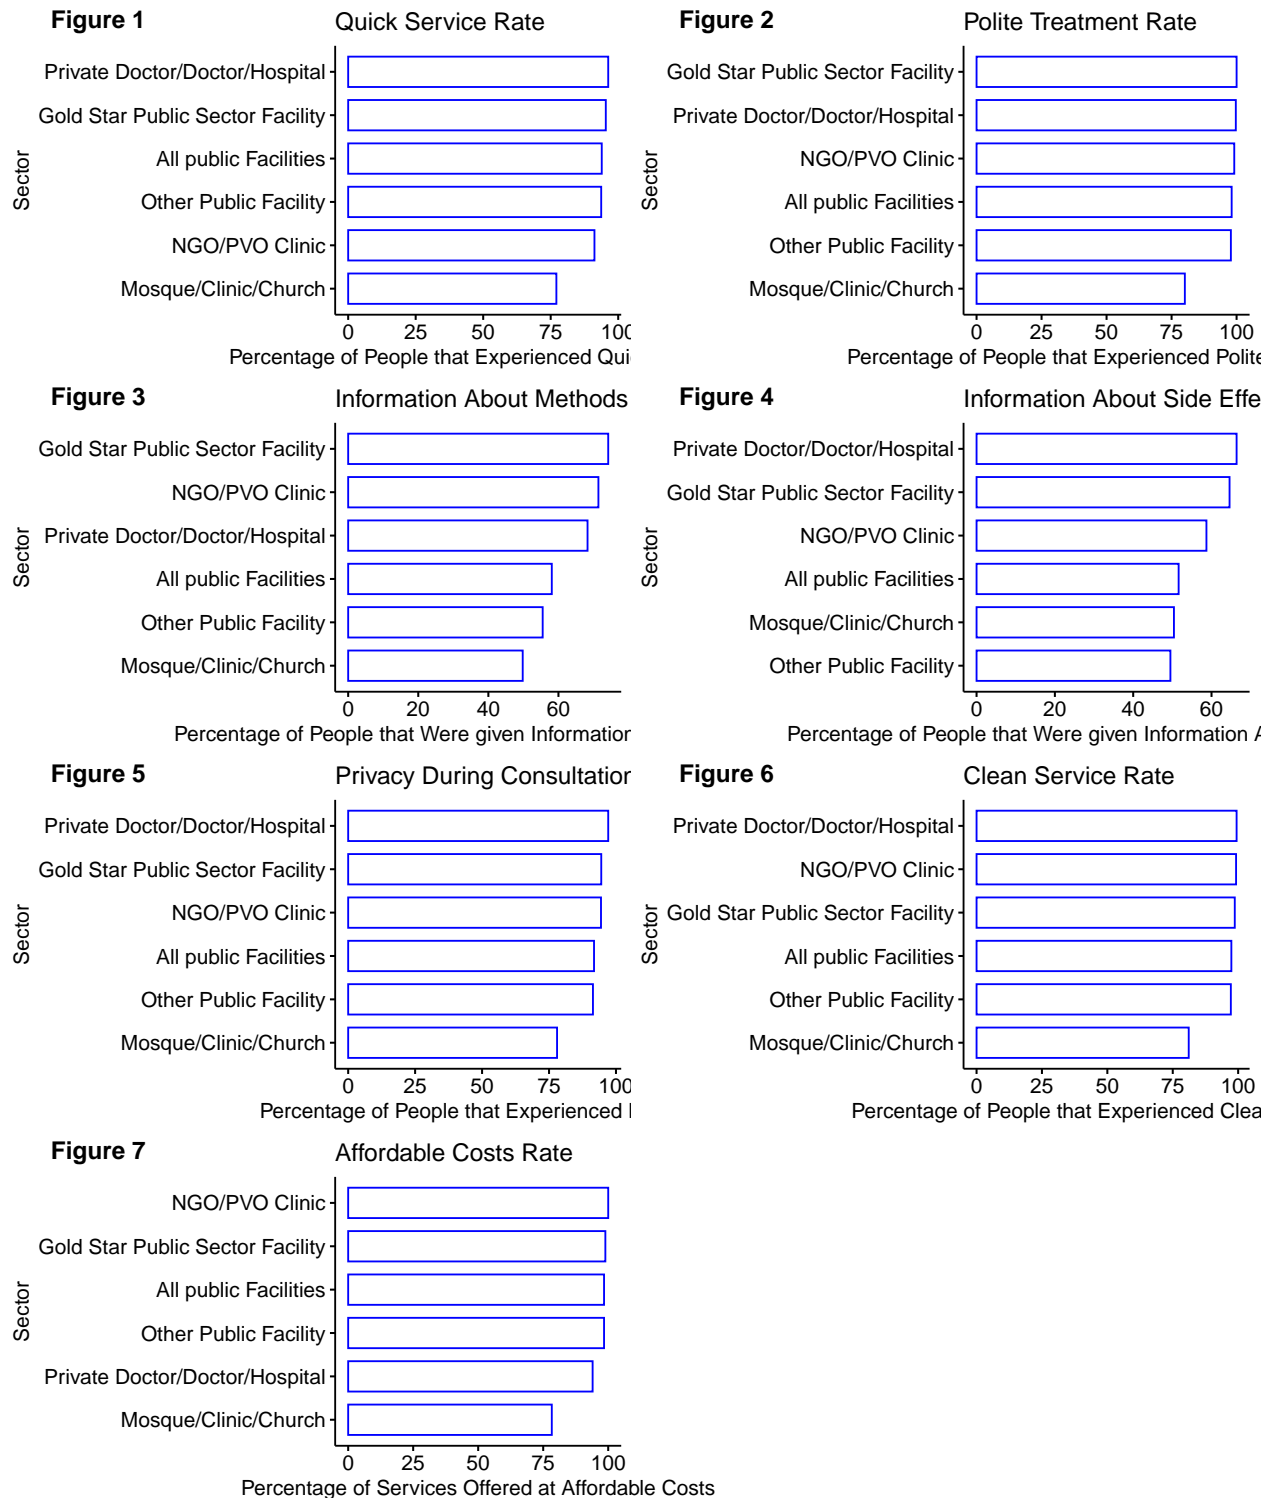 Figure 1
Quick Service Rate
Sector
Private Doctor/Doctor/Hospital
Gold Star Public Sector Facility
All public Facilities
Other Public Facility
NGO/PVO Clinic
Mosque/Clinic/Church
0 25 50 75 100
Percentage of People that Experienced Qui
Figure 2
Polite Treatment Rate
Sector
Gold Star Public Sector Facility
Private Doctor/Doctor/Hospital
NGO/PVO Clinic
All public Facilities
Other Public Facility
Mosque/Clinic/Church
0 25 50 75 100
Percentage of People that Experienced Polite
Figure 3
Information About Methods
Sector
Gold Star Public Sector Facility
NGO/PVO Clinic
Private Doctor/Doctor/Hospital
All public Facilities
Other Public Facility
Mosque/Clinic/Church
0 20 40 60
Percentage of People that Were given Information
Figure 4
Information About Side Effe
Sector
Private Doctor/Doctor/Hospital
Gold Star Public Sector Facility
NGO/PVO Clinic
All public Facilities
Mosque/Clinic/Church
Other Public Facility
0 20 40 60
Percentage of People that Were given Information A
Figure 5
Privacy During Consultation
Sector
Private Doctor/Doctor/Hospital
Gold Star Public Sector Facility
NGO/PVO Clinic
All public Facilities
Other Public Facility
Mosque/Clinic/Church
0 25 50 75 100
Percentage of People that Experienced
Figure 6
Clean Service Rate
Sector
Private Doctor/Doctor/Hospital
NGO/PVO Clinic
Gold Star Public Sector Facility
All public Facilities
Other Public Facility
Mosque/Clinic/Church
0 25 50 75 100
Percentage of People that Experienced Clea
Figure 7
Affordable Costs Rate
Sector
NGO/PVO Clinic
Gold Star Public Sector Facility
All public Facilities
Other Public Facility
Private Doctor/Doctor/Hospital
Mosque/Clinic/Church
0 25 50 75 100
Percentage of Services Offered at Affordable Costs